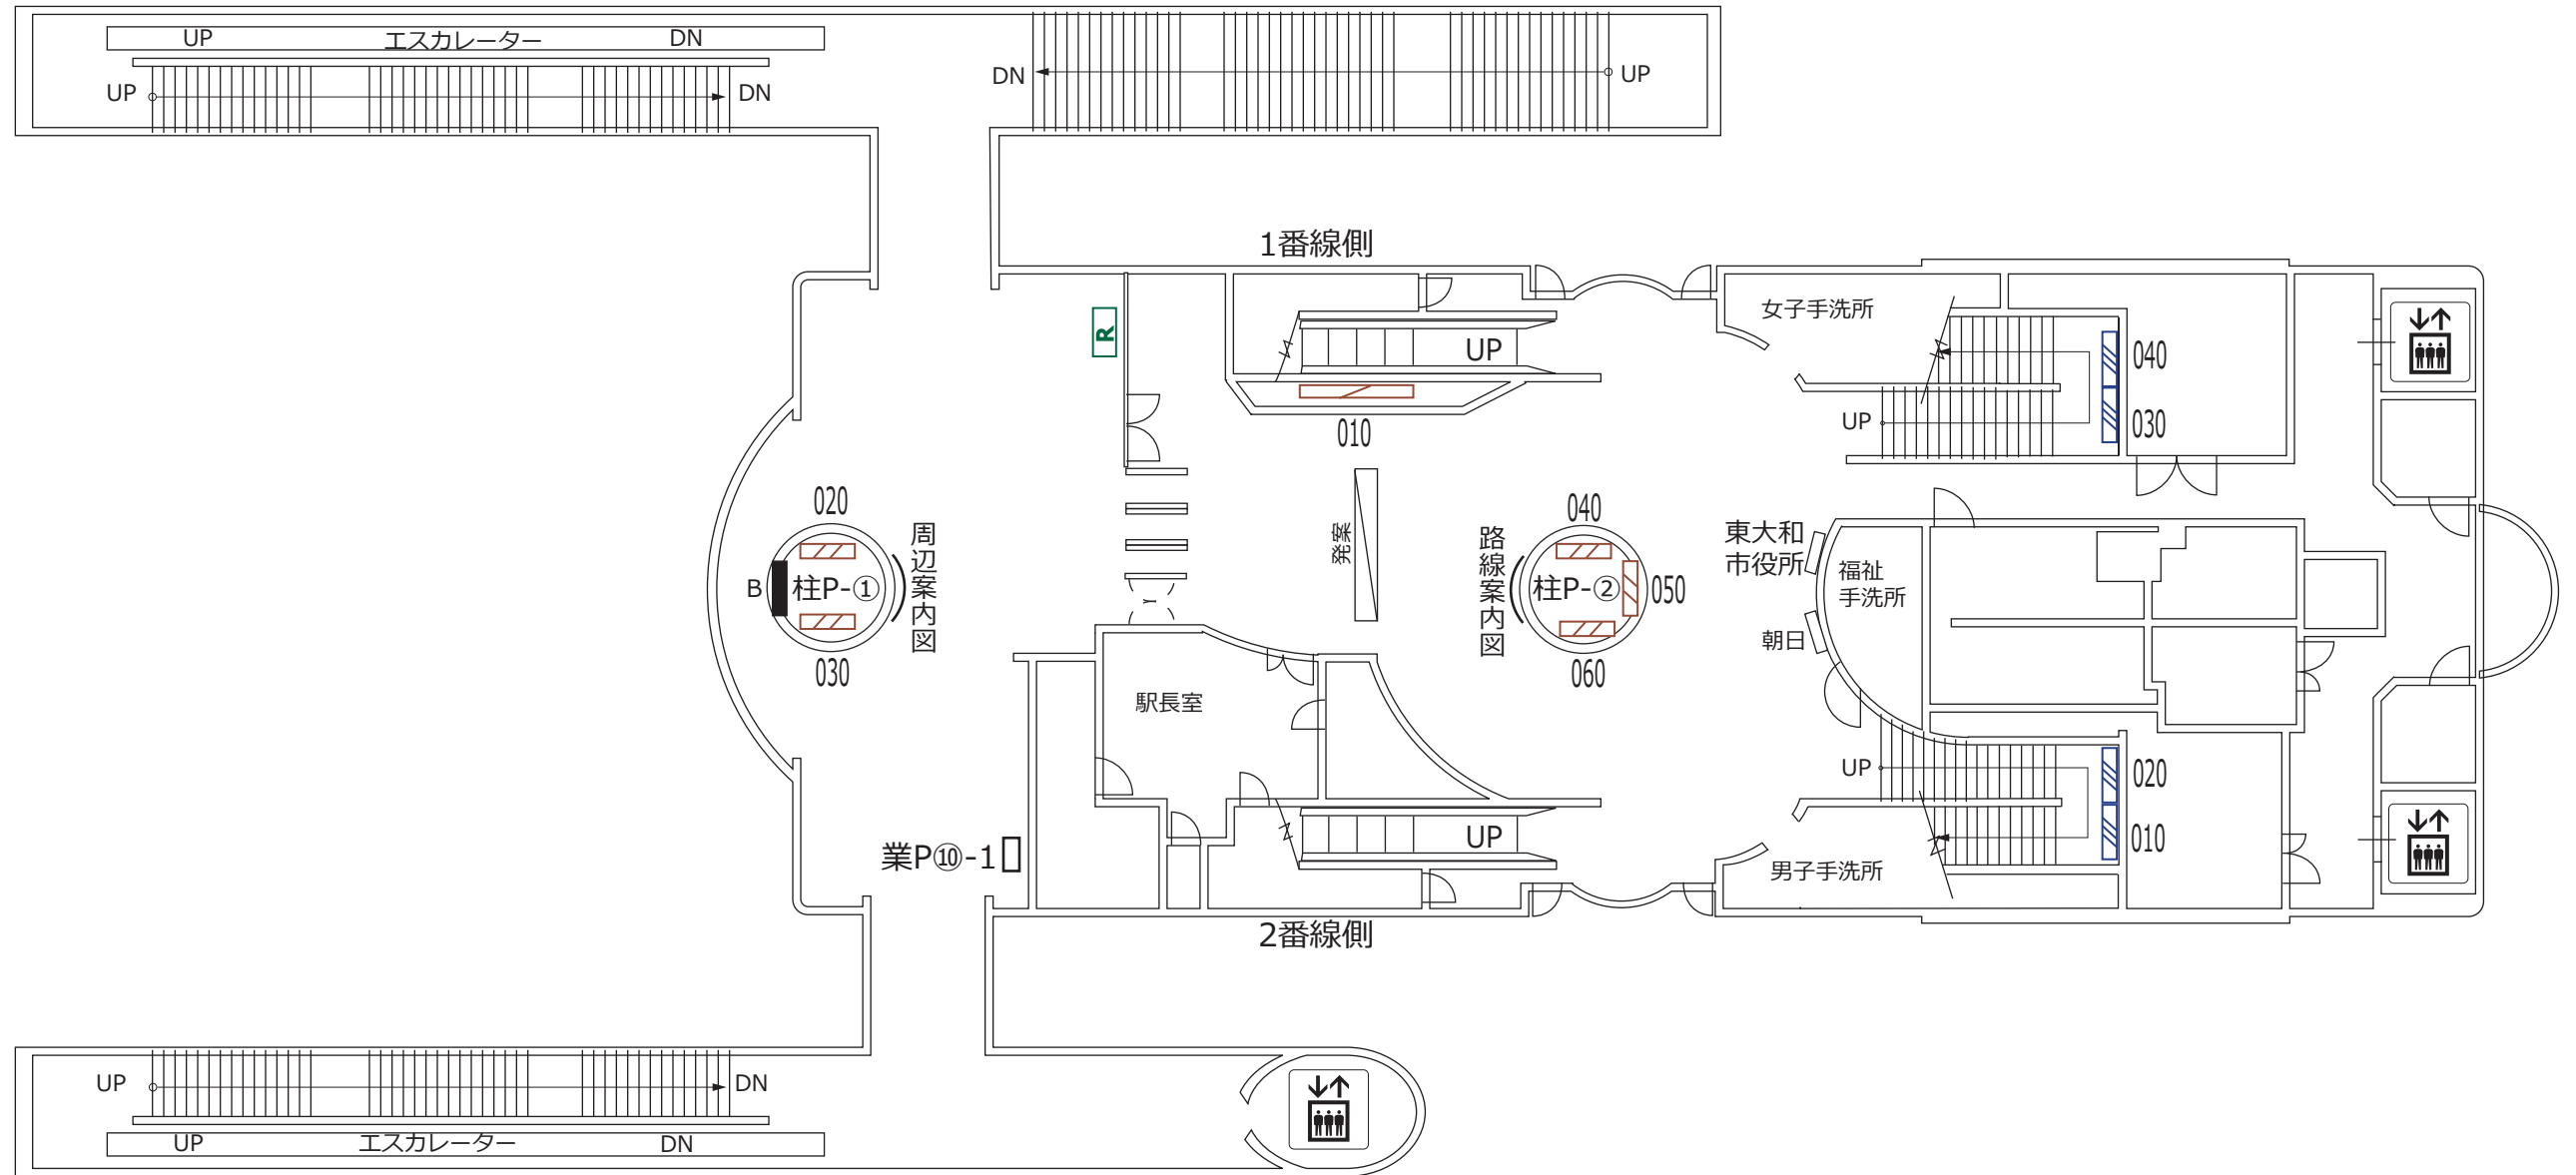 UP エスカレーター DN
UP DN
DN UP
1番線側
R
UP
010
女子手洗所
040
030
UP
020
周辺案内図
B 柱P-①
030
発案
路線案内図
040
柱P-② 050
060
東大和
市役所
福祉
手洗所
朝日
駅長室
UP
業P⑩-1
UP
020
010
男子手洗所
2番線側
UP DN
UP エスカレーター DN